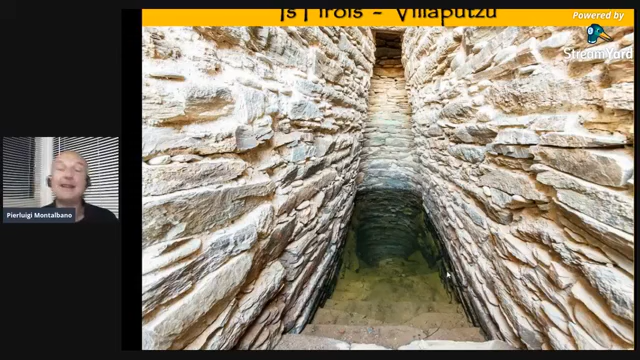 Is Pirois - Villaputzu
Powered by
StreamYard
Pierluigi Montalbano